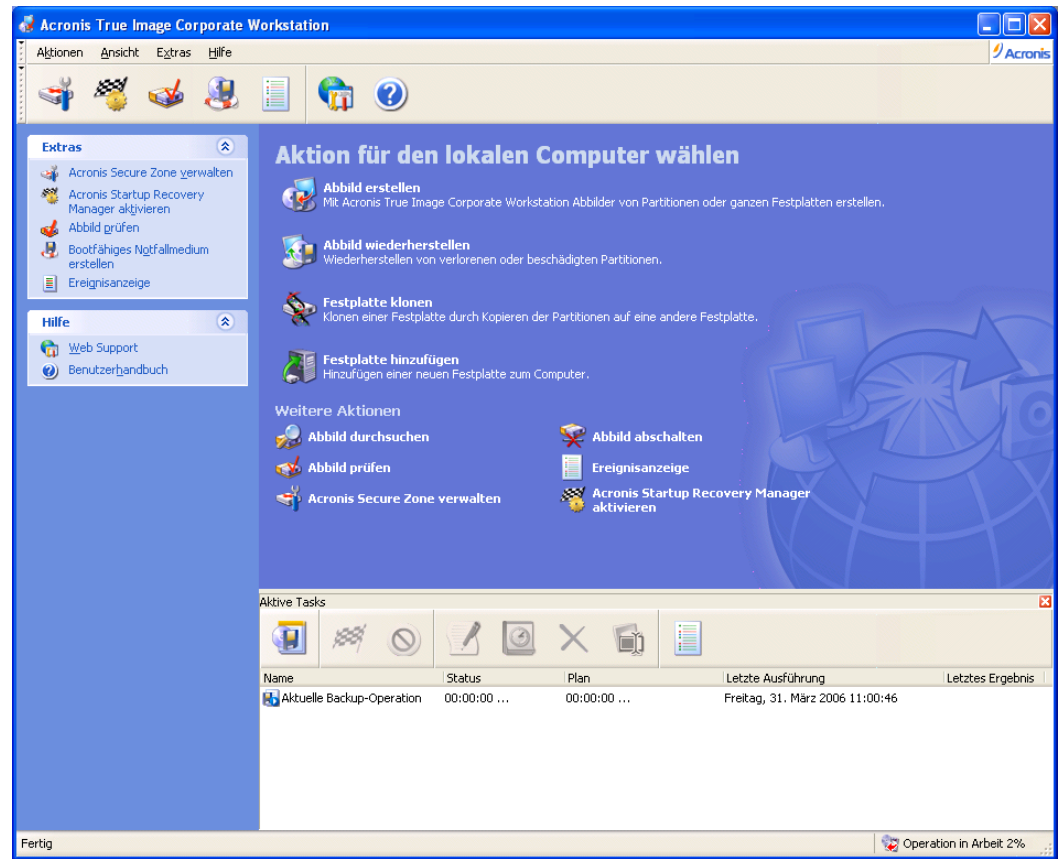 Acronis True Image Corporate Workstation
Aktionen Ansicht Extras Hilfe
Acronis
Extras
Acronis Secure Zone verwalten
Acronis Startup Recovery
Manager aktivieren
Abbild prüfen
Bootfähiges Notfallmedium
erstellen
Ereignisanzeige
Hilfe
Web Support
Benutzerhandbuch
Aktion für den lokalen Computer wählen
Abbild erstellen
Mit Acronis True Image Corporate Workstation Abbilder von Partitionen oder ganzen Festplatten erstellen.
Abbild wiederherstellen
Wiederherstellen von verlorenen oder beschädigten Partitionen.
Festplatte klonen
Klonen einer Festplatte durch Kopieren der Partitionen auf eine andere Festplatte.
Festplatte hinzufügen
Hinzufügen einer neuen Festplatte zum Computer.
Weitere Aktionen
Abbild durchsuchen
Abbild abschalten
Abbild prüfen
Ereignisanzeige
Acronis Secure Zone verwalten
Acronis Startup Recovery Manager
aktivieren
Aktive Tasks
Name Status Plan Letzte Ausführung Letztes Ergebnis
Aktuelle Backup-Operation 00:00:00 ... 00:00:00 ... Freitag, 31. März 2006 11:00:46
Fertig
Operation in Arbeit 2%